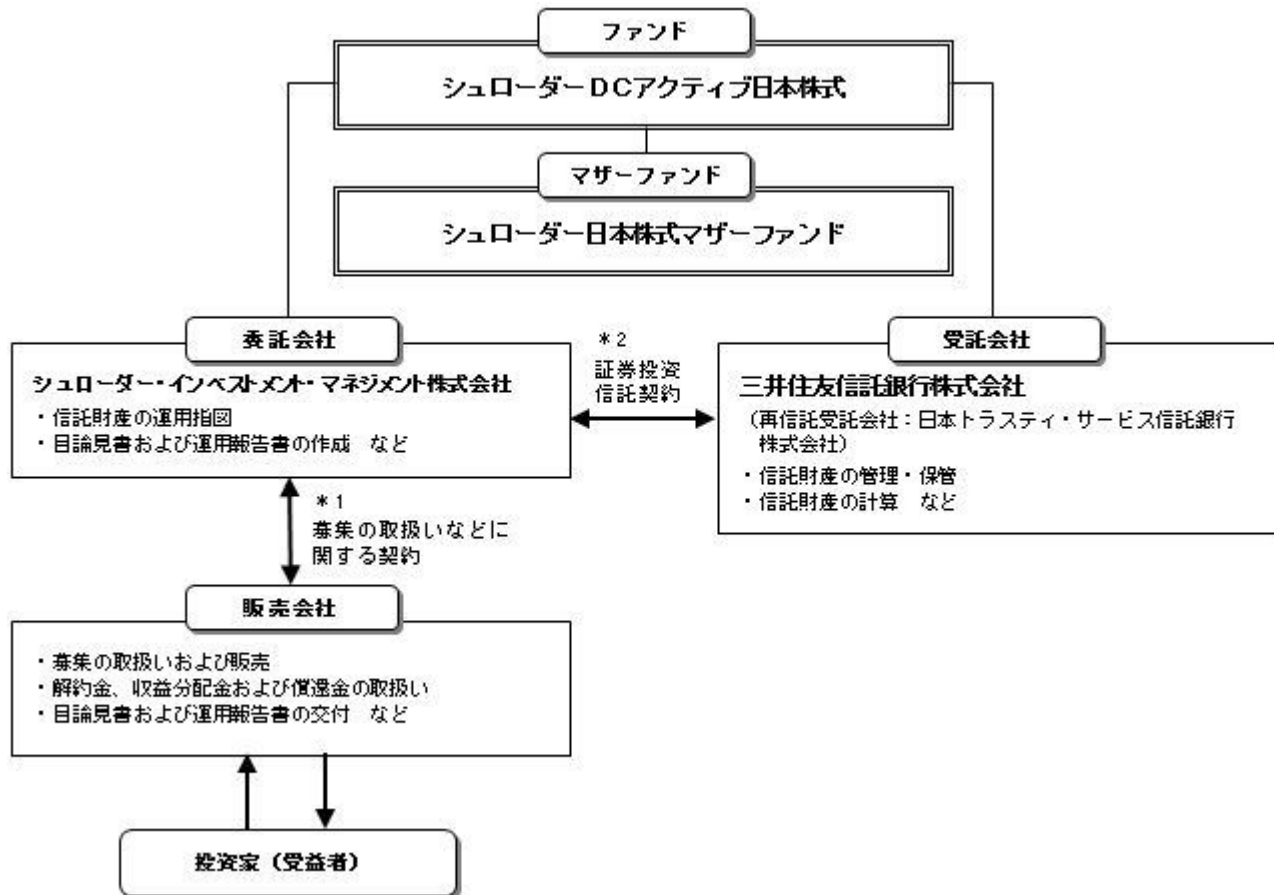 ファンド
シュローダーDCアクティブ日本株式
マザーファンド
シュローダー日本株式マザーファンド
委託会社
シュローダー・インベストメント・マネジメント株式会社
・信託財産の運用指図
・目論見書および運用報告書の作成　など
*2
証券投資
信託契約
受託会社
三井住友信託銀行株式会社
（再信託受託会社：日本トラスティ・サービス信託銀行
株式会社）
・信託財産の管理・保管
・信託財産の計算　など
*1
募集の取扱いなどに
関する契約
販売会社
・募集の取扱いおよび販売
・解約金、収益分配金および償還金の取扱い
・目論見書および運用報告書の交付　など
投資家（受益者）